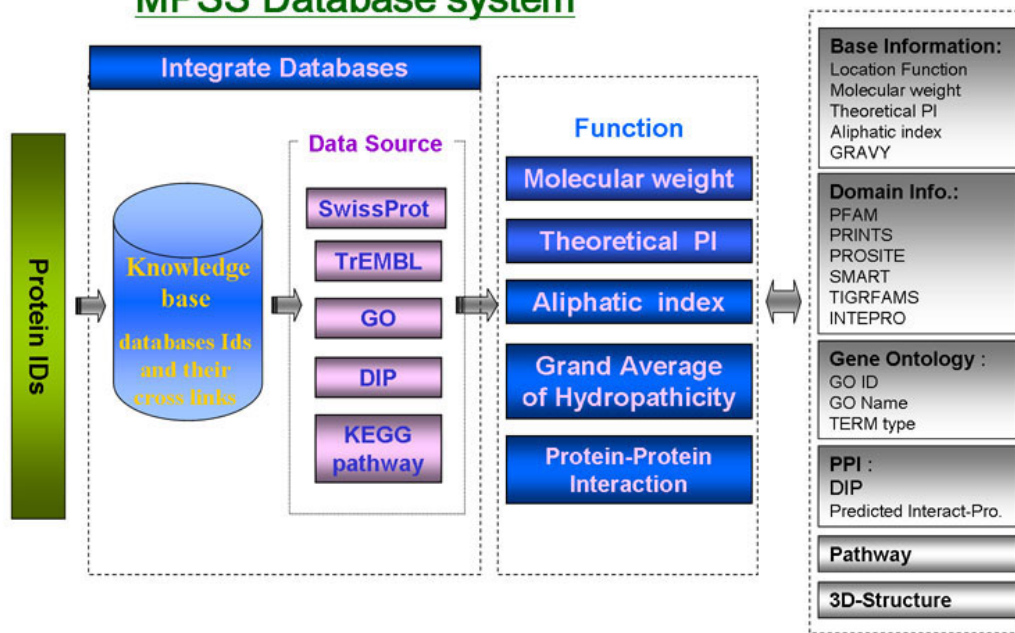 MPSS Database system
Integrate Databases
Protein IDs
Knowledge
base
databases Ids
and their
cross links
Data Source
SwissProt
TrEMBL
GO
DIP
KEGG
pathway
Function
Molecular weight
Theoretical PI
Aliphatic index
Grand Average
of Hydropathicity
Protein-Protein
Interaction
Base Information:
Location Function
Molecular weight
Theoretical PI
Aliphatic index
GRAVY
Domain Info.:
PFAM
PRINTS
PROSITE
SMART
TIGRFAMS
INTEPRO
Gene Ontology :
GO ID
GO Name
TERM type
PPI :
DIP
Predicted Interact-Pro.
Pathway
3D-Structure